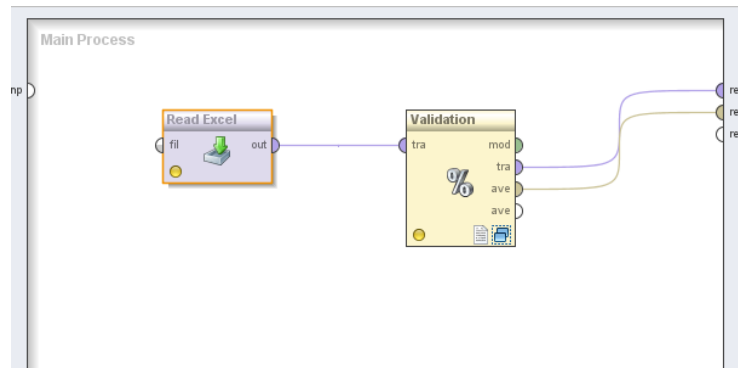 Main Process
np
re
Read Excel
Validation
re
fil
out
tra
mod
re
tra
%
ave
ave